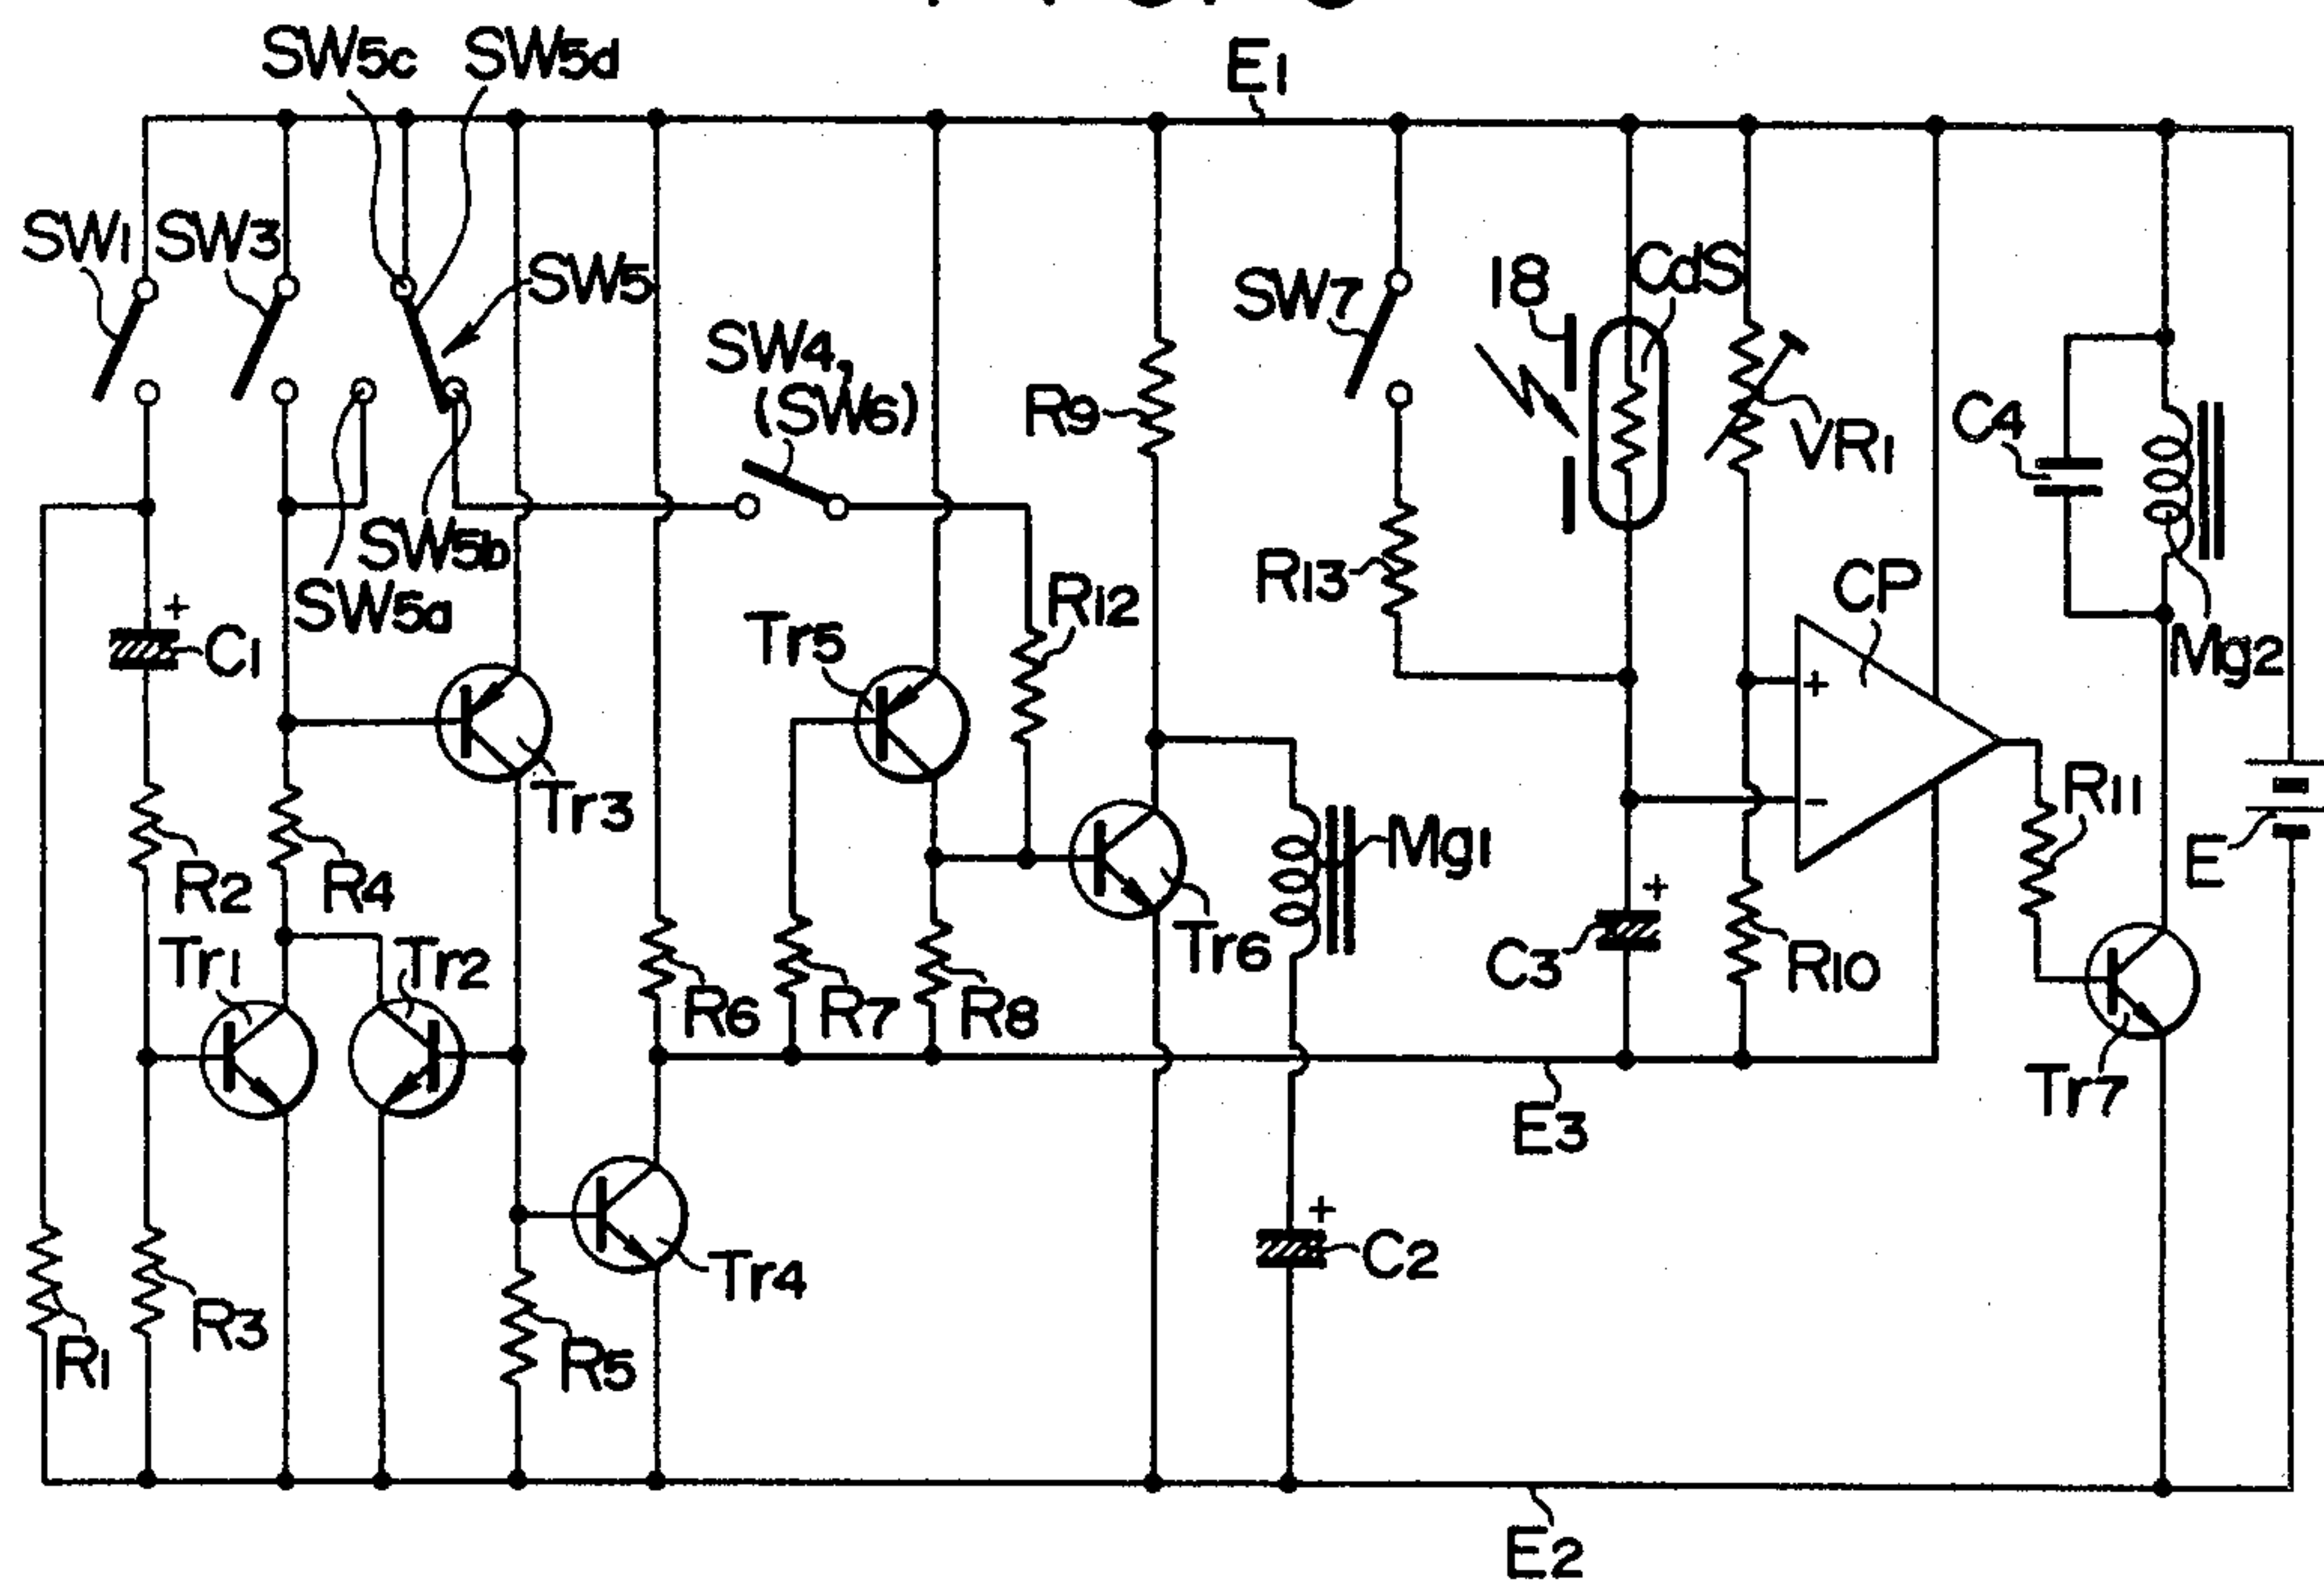 SW5c
SW5d
E1
SW1
SW3
SW5
SW7
18
CdS
SW4,
(SW6)
R9
VR1
C4
SW5b
SW5a
R13
CP
+
C1
Tr5
R12
+
Mg2
Tr3
-
R11
R2
R4
Mg1
E
+
Tr1
Tr2
R6
R7
R8
Tr6
C3
R10
Tr7
E3
+
C2
Tr4
R3
R1
R5
E2